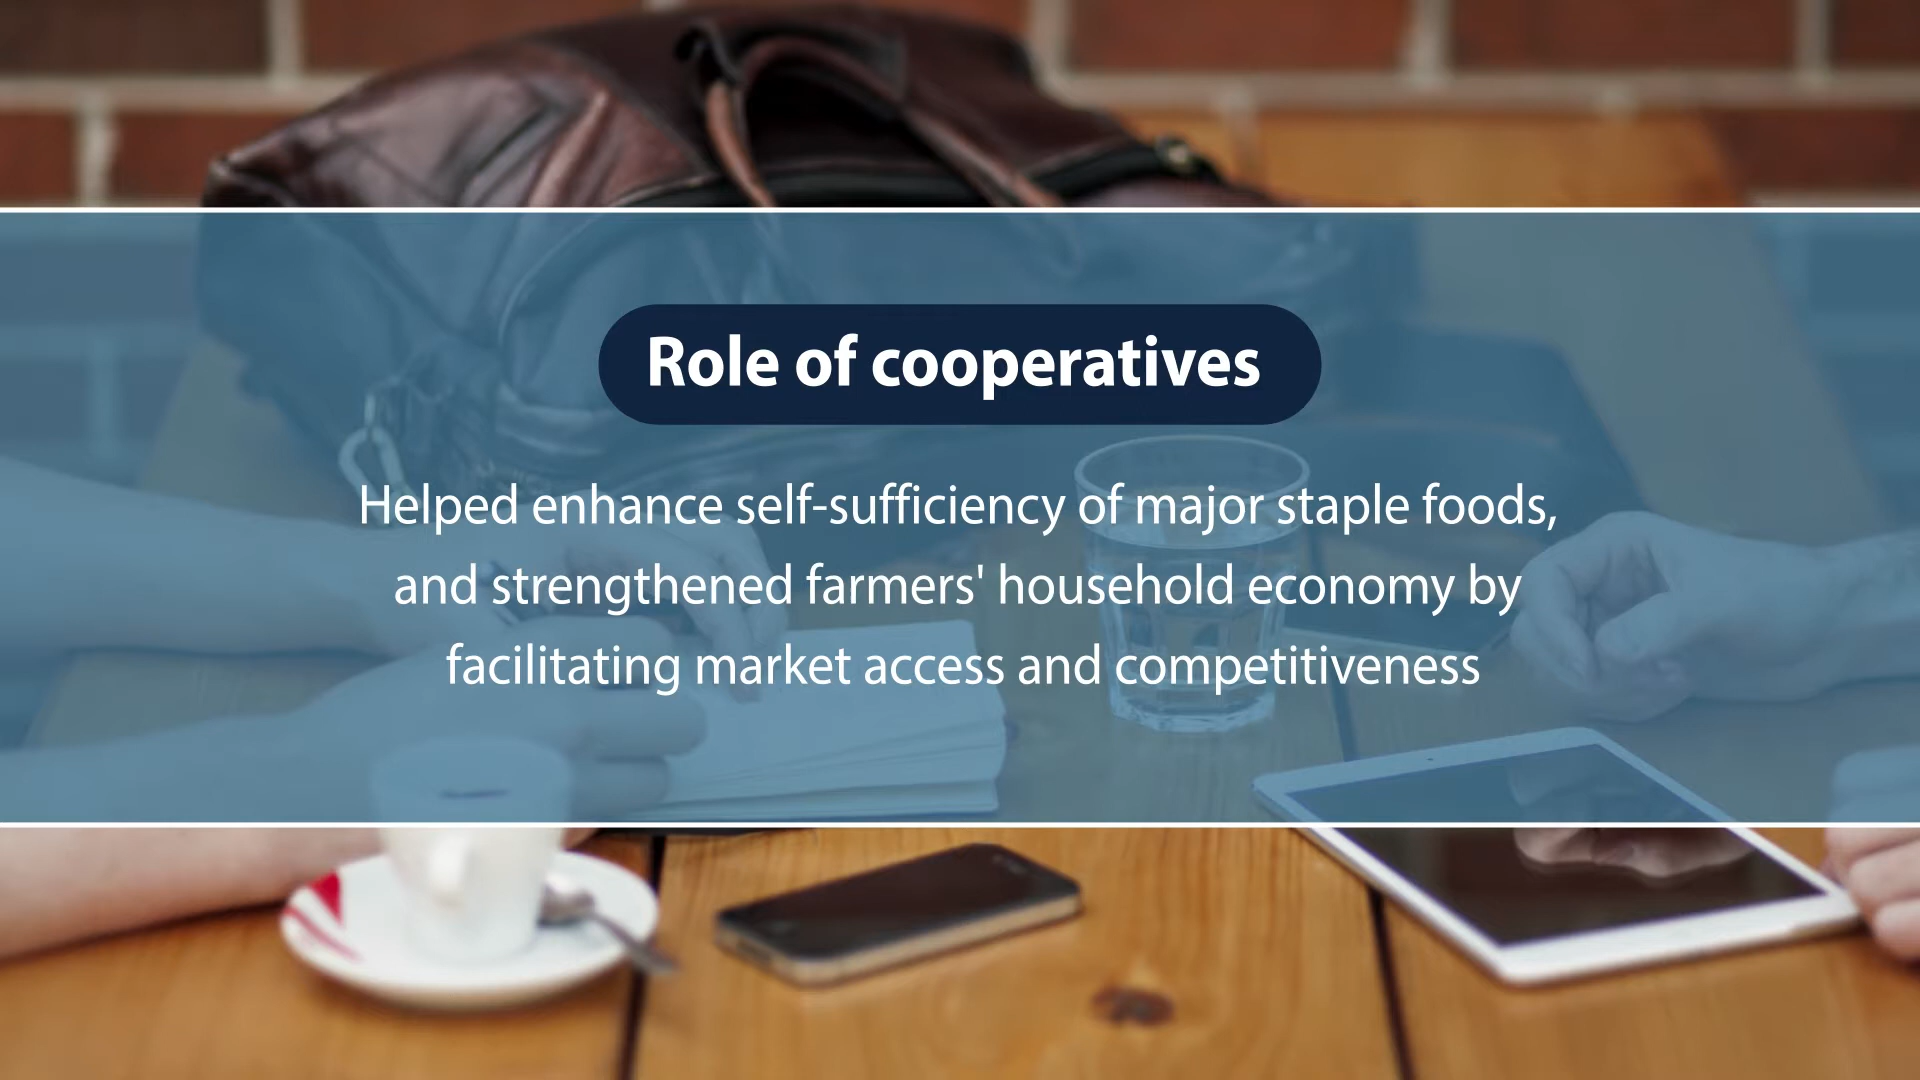 Role of cooperatives
Helped enhance self-sufficiency of major staple foods,
and strengthened farmers' household economy by
facilitating market access and competitiveness